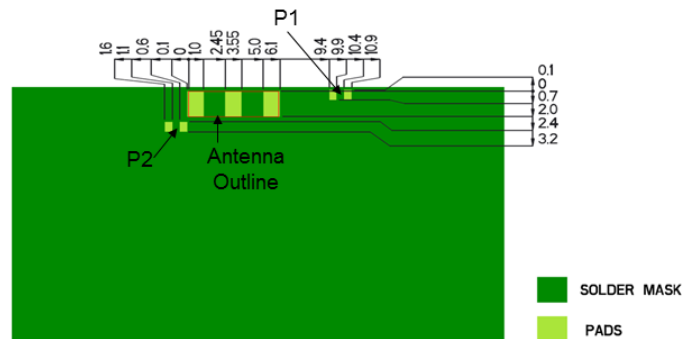 P1
1.6 1.1 0.6 0.1 0 1.0 2.45 3.55 5.0 6.1 9.4 9.9 10.4 10.9
0.1
0
0.7
2.0
2.4
3.2
P2
Antenna
Outline
SOLDER MASK
PADS